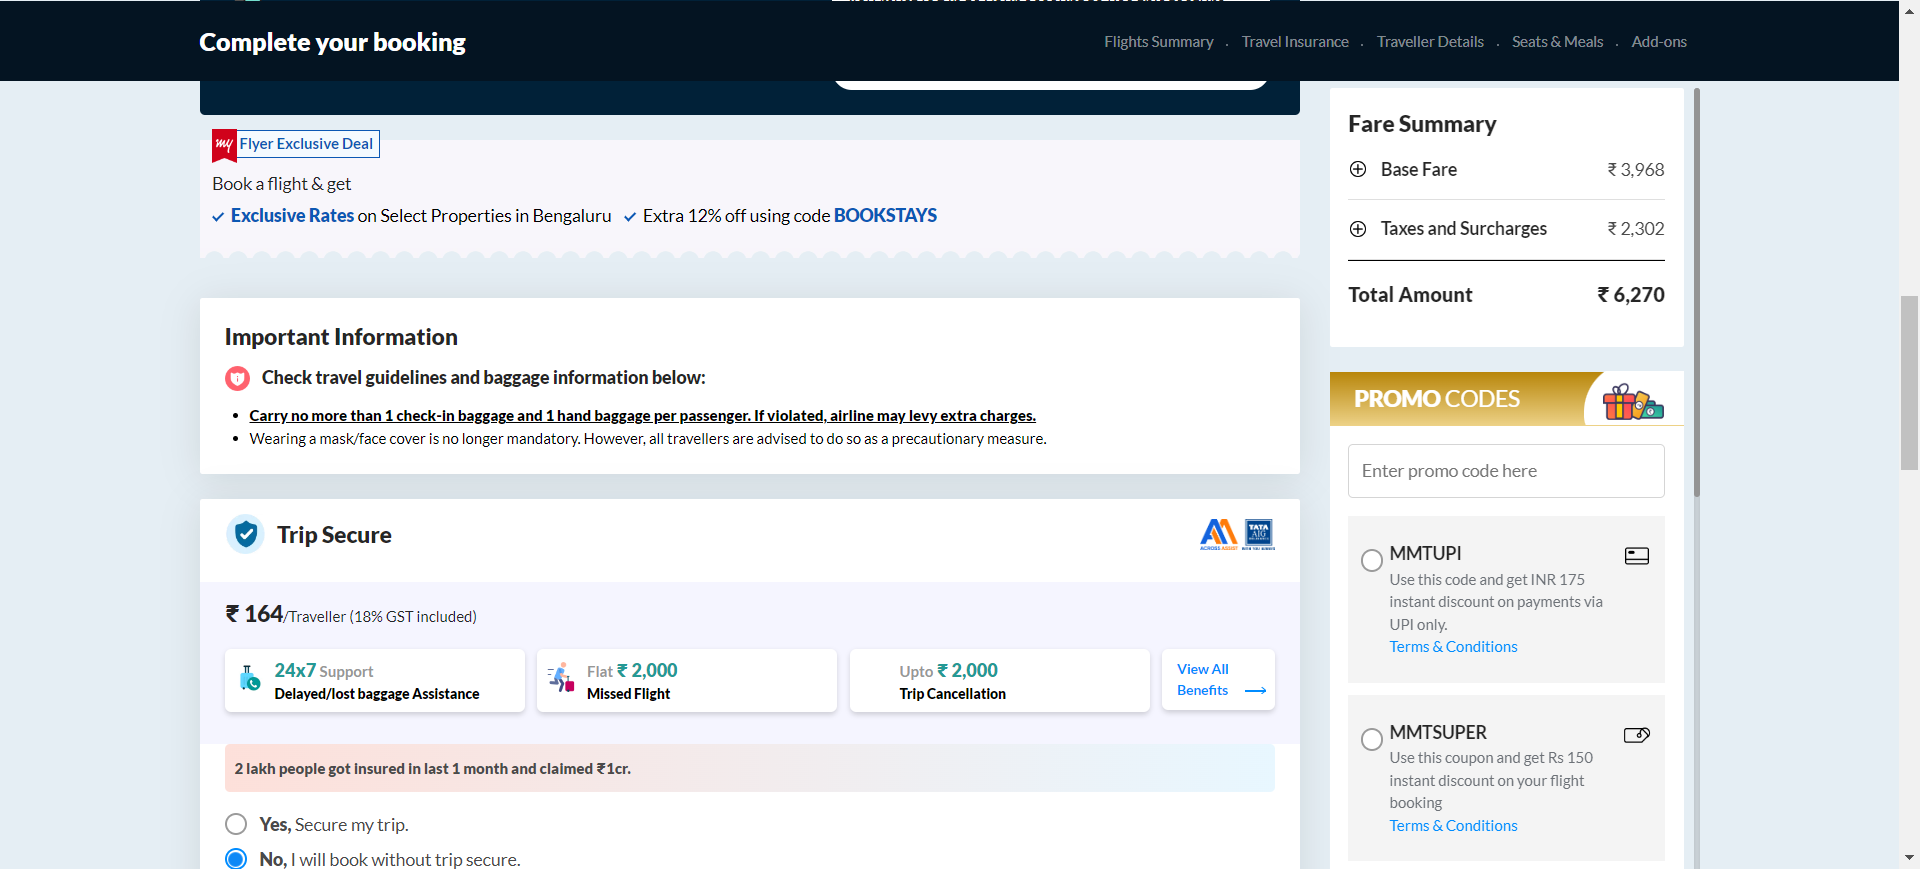 Complete your booking
Flights Summary . Travel Insurance . Traveller Details . Seats & Meals . Add-ons
my Flyer Exclusive Deal
Book a flight & get
Exclusive Rates on Select Properties in Bengaluru Extra 12% off using code BOOKSTAYS
Important Information
Check travel guidelines and baggage information below:
• Carry no more than 1 check-in baggage and 1 hand baggage per passenger. If violated, airline may levy extra charges.
• Wearing a mask/face cover is no longer mandatory. However, all travellers are advised to do so as a precautionary measure.
Trip Secure
ACROSS ASSIST
TATA
AIG
WITH YOU ALWAYS
₹ 164/Traveller (18% GST included)
24x7 Support
Delayed/lost baggage Assistance
Flat ₹ 2,000
Missed Flight
Upto ₹ 2,000
Trip Cancellation
View All
Benefits
2 lakh people got insured in last 1 month and claimed ₹1cr.
Yes, Secure my trip.
No, I will book without trip secure.
Fare Summary
Base Fare ₹ 3,968
Taxes and Surcharges ₹ 2,302
Total Amount ₹ 6,270
PROMO CODES
Enter promo code here
MMTUPI
Use this code and get INR 175
instant discount on payments via
UPI only.
Terms & Conditions
MMTSUPER
Use this coupon and get Rs 150
instant discount on your flight
booking
Terms & Conditions